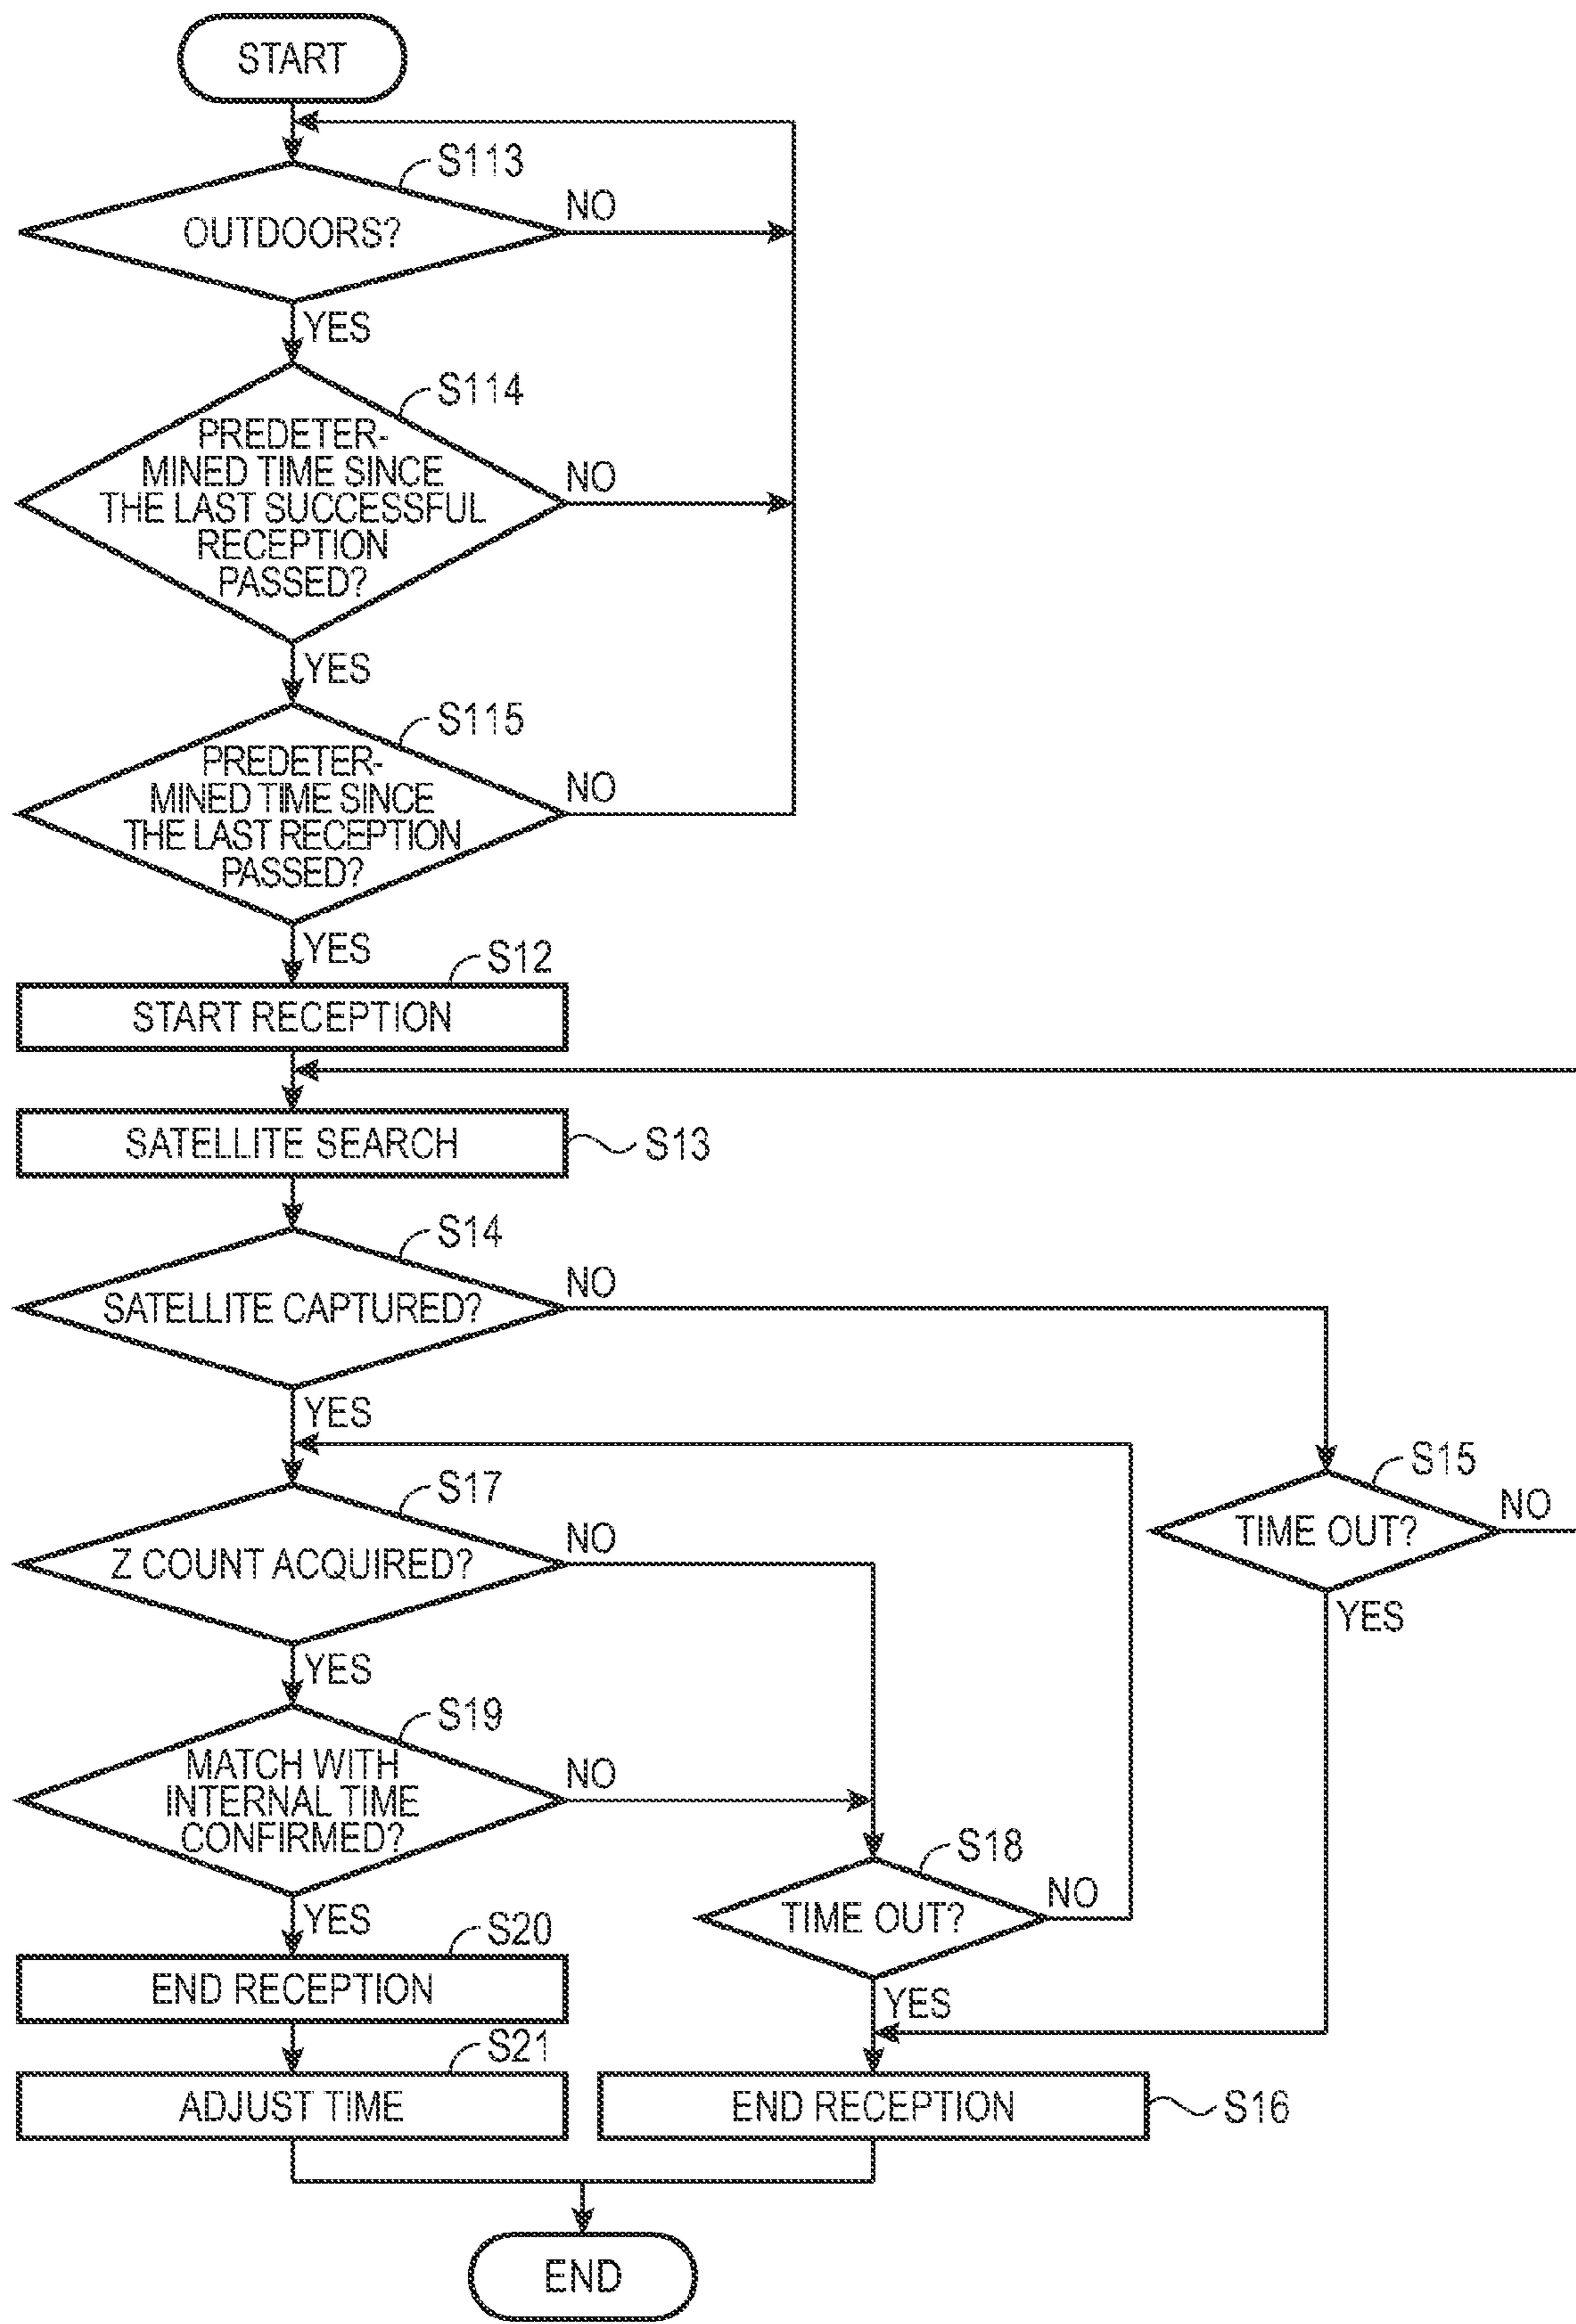 START
S113
OUTDOORS?
NO
YES
S114
PREDETER-
MINED TIME SINCE
THE LAST SUCCESSFUL
RECEPTION
PASSED?
NO
YES
S115
PREDETER-
MINED TIME SINCE
THE LAST RECEPTION
PASSED?
NO
YES
S12
START RECEPTION
SATELLITE SEARCH
S13
S14
SATELLITE CAPTURED?
NO
YES
S15
TIME OUT?
NO
YES
S17
Z COUNT ACQUIRED?
NO
YES
S19
MATCH WITH
INTERNAL TIME
CONFIRMED?
NO
YES
S18
TIME OUT?
NO
YES
S20
END RECEPTION
S21
ADJUST TIME
END RECEPTION
S16
END